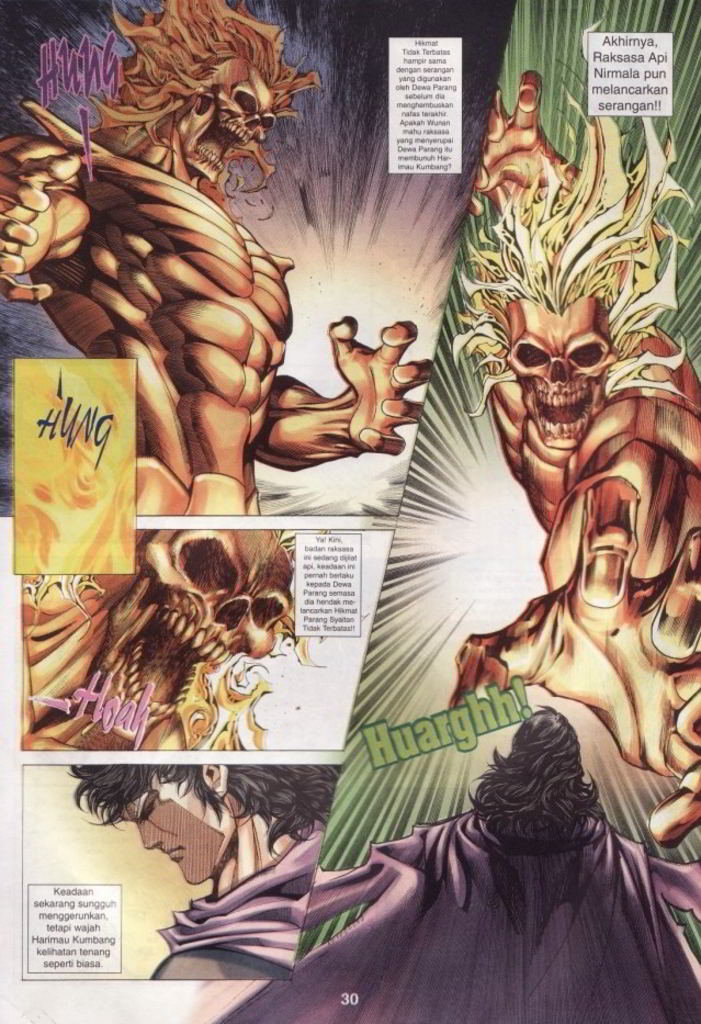 HUNG
!
Hikmat
Tidak Terbatas
hampir sama
dengan serangan
yang digunakan
oleh Dewa Parang
sebelum dia
menghembuskan
nafas terakhir.
Apakah Wunan
mahu raksasa
yang menyerupai
Dewa Parang itu
membunuh Har-
imau Kumbang?
Akhirnya,
Raksasa Api
Nirmala pun
melancarkan
serangan!!
HUNG
Ya! Kini,
badan raksasa
ini sedang dijilat
api, keadaan ini
pernah berlaku
kepada Dewa
Parang semasa
dia hendak me-
lancarkan Hikmat
Parang Syaitan
Tidak Terbatas!!
Hoah
Huarghh!
Keadaan
sekarang sungguh
menggerunkan,
tetapi wajah
Harimau Kumbang
kelihatan tenang
seperti biasa.
30